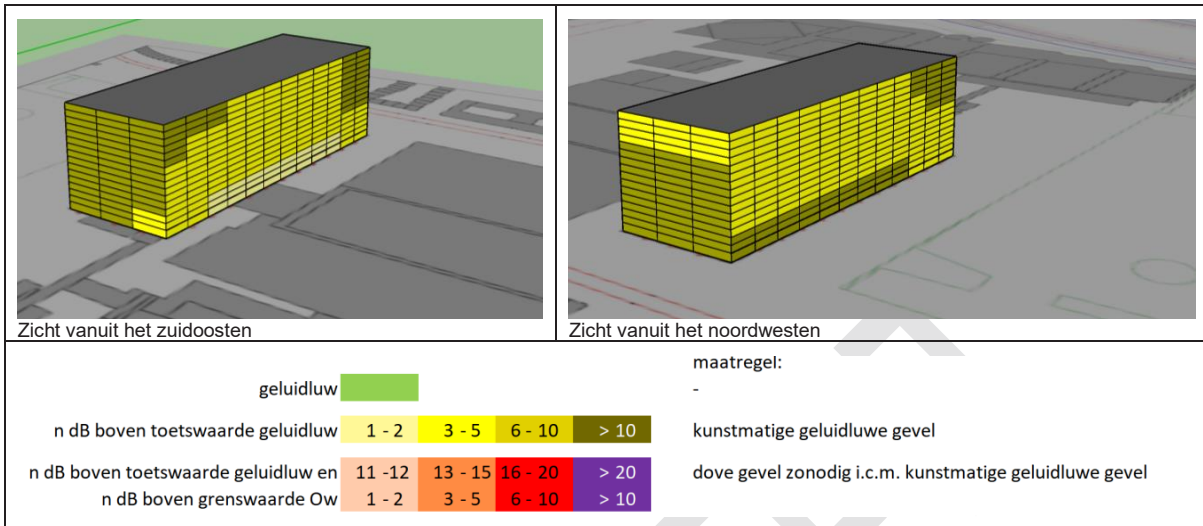 Zicht vanuit het zuidoosten
Zicht vanuit het noordwesten
maatregel:
geluidluw -
n dB boven toetswaarde geluidluw 1 - 2 3 - 5 6 - 10 > 10 kunstmatige geluidluwe gevel
n dB boven toetswaarde geluidluw en 11 -12 13 - 15 16 - 20 > 20 dove gevel zonodig i.c.m. kunstmatige geluidluwe gevel
n dB boven grenswaarde Ow 1 - 2 3 - 5 6 - 10 > 10